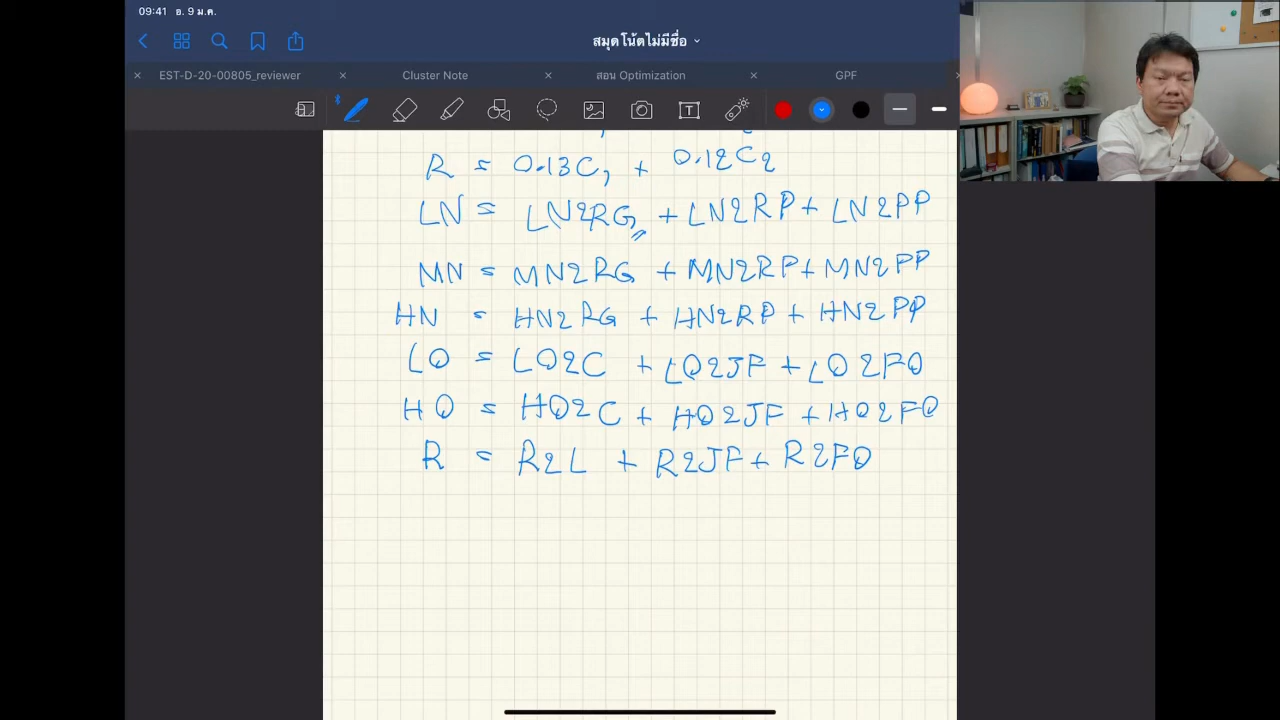 09:41 อ. 9 ม.ค.
สมุดโน้ตไม่มีชื่อ
EST-D-20-00805_reviewer
Cluster Note
สอน Optimization
GPF
R = 0.13C1 + 0.12C2
LN = LN2RG + LN2RP + LN2PP
MN = MN2RG + MN2RP + MN2PP
HN = HN2RG + HN2RP + HN2PP
LO = LO2C + LO2JF + LO2FO
HO = HO2C + HO2JF + HO2FO
R = R2L + R2JF + R2FO